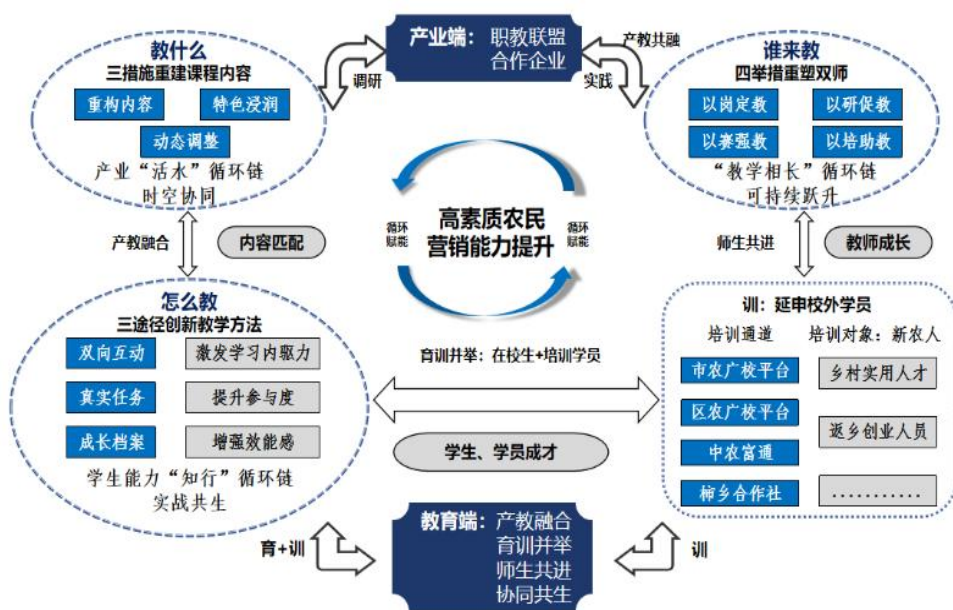 产业端： 职教联盟
合作企业
教什么
三措施重建课程内容
重构内容
特色浸润
动态调整
产业“活水”循环链
时空协同
调研
实践
产教共融
谁来教
四举措重塑双师
以岗定教
以研促教
以赛强教
以培助教
“教学相长”循环链
可持续跃升
循环
赋能
高素质农民
营销能力提升
循环
赋能
产教融合
内容匹配
师生共进
教师成长
怎么教
三途径创新教学方法
双向互动
激发学习内驱力
真实任务
提升参与度
成长档案
增强效能感
学生能力“知行”循环链
实战共生
育训并举：在校生+培训学员
学生、学员成才
训：延申校外学员
培训通道
培训对象：新农人
市农广校平台
乡村实用人才
区农广校平台
返乡创业人员
中农富通
柿乡合作社
...........
育+训
教育端： 产教融合
育训并举
师生共进
协同共生
训